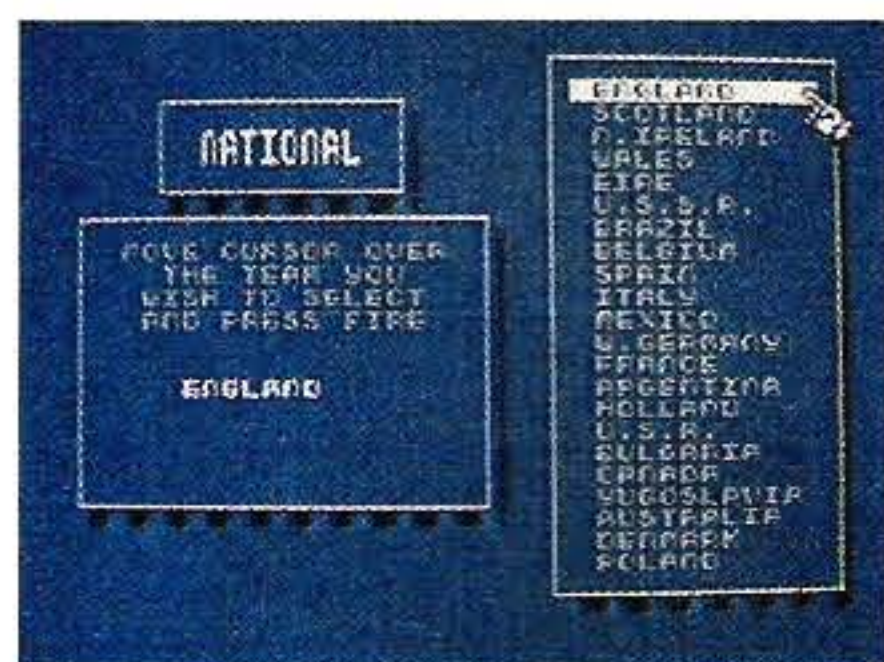 NATIONAL
MOVE CURSOR OVER
THE TEAM YOU
WISH TO SELECT
AND PRESS FIRE
ENGLAND
ENGLAND
SCOTLAND
N.IRELAND
WALES
EIRE
U.S.S.R.
BRAZIL
BELGIUM
SPAIN
ITALY
MEXICO
W.GERMANY
FRANCE
ARGENTINA
HOLLAND
U.S.A.
BULGARIA
CANADA
YUGOSLAVIA
AUSTRALIA
DENMARK
POLAND